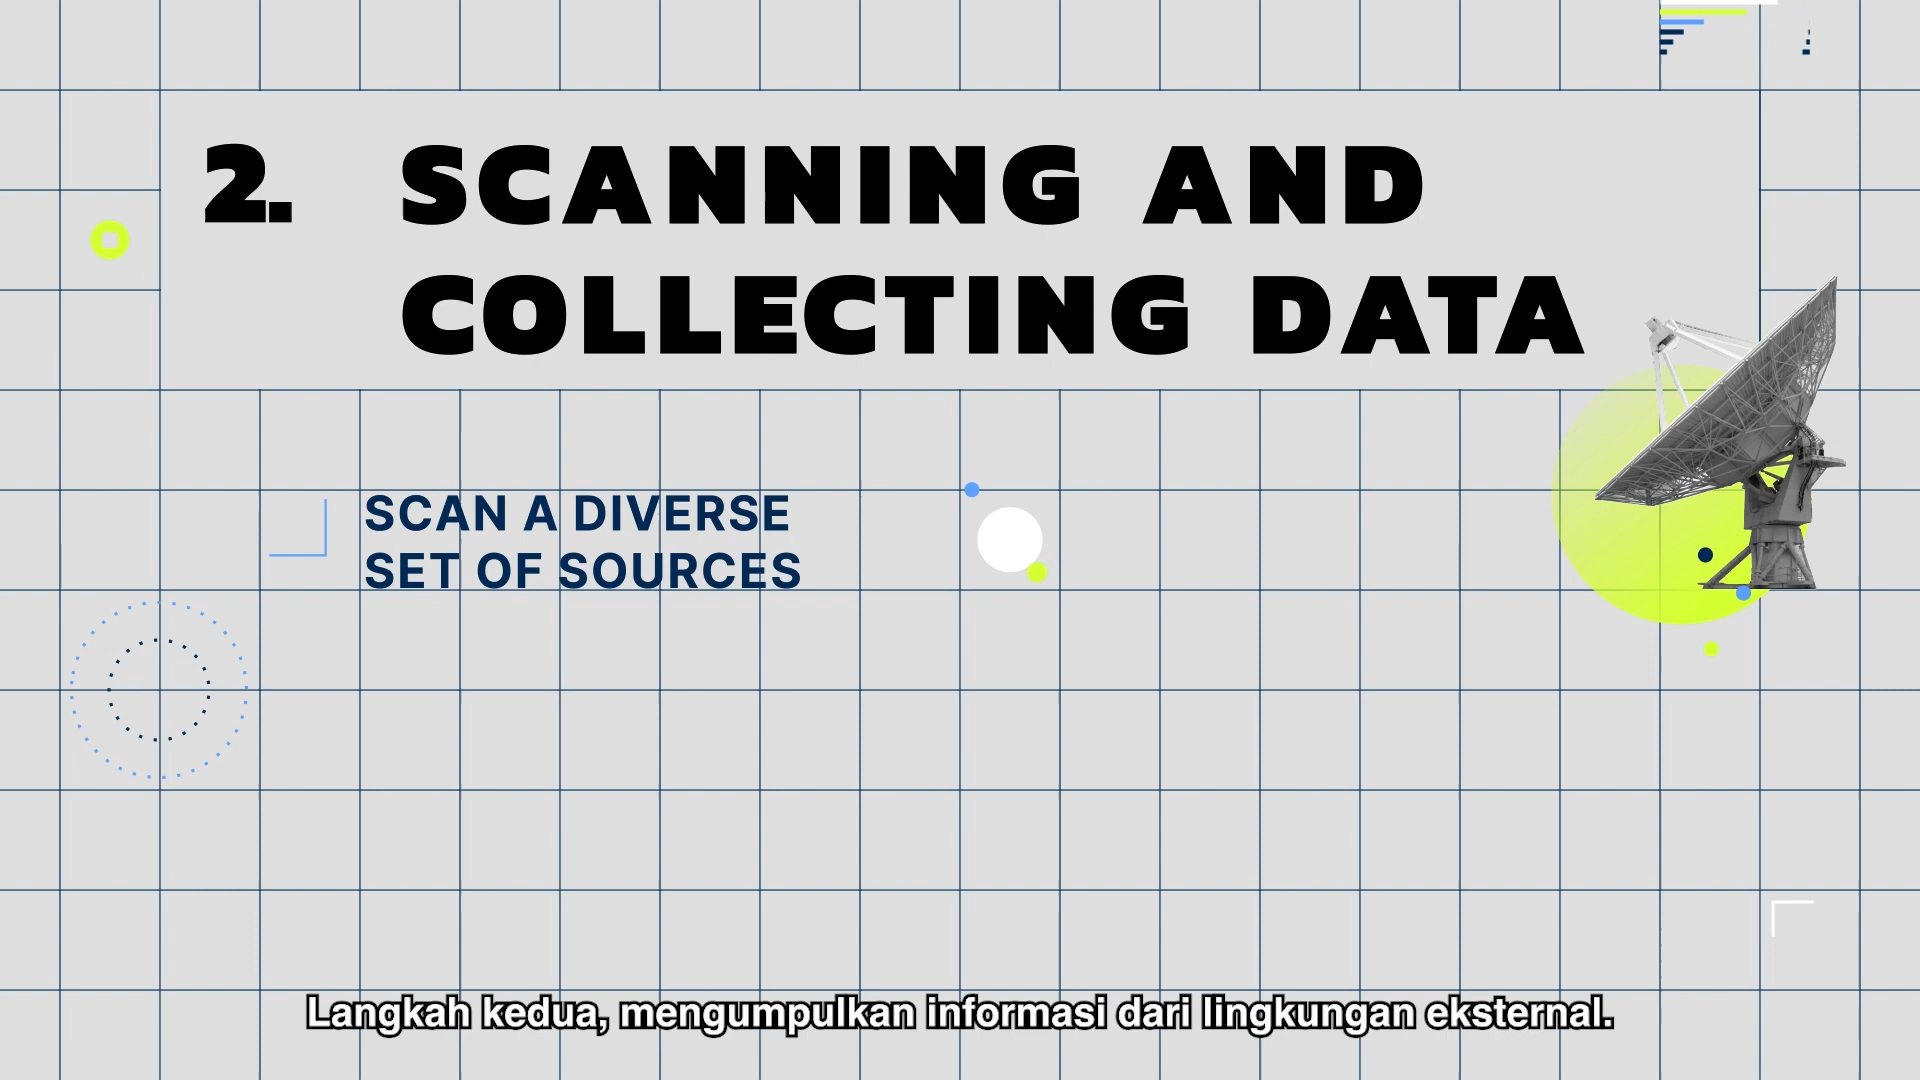 2. SCANNING AND
COLLECTING DATA
SCAN A DIVERSE
SET OF SOURCES
Langkah kedua, mengumpulkan informasi dari lingkungan eksternal.